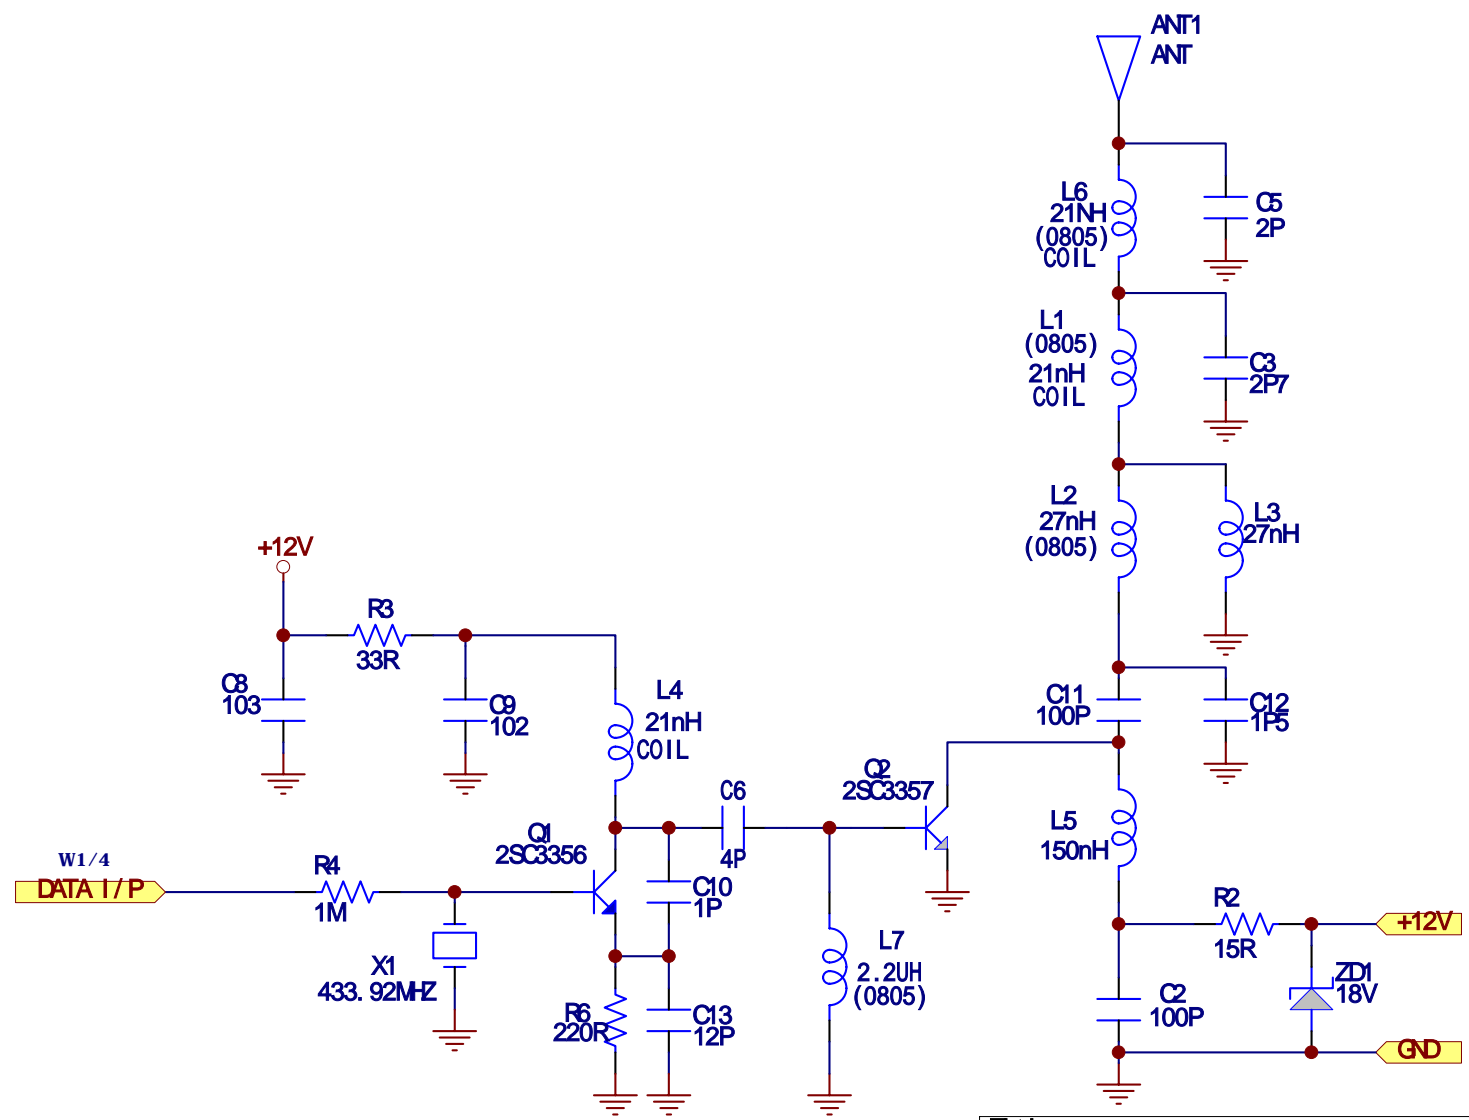 ANT1
ANT
L6
21NH
(0805)
COIL
C5
2P
L1
(0805)
21nH
COIL
C3
2P7
L2
27nH
(0805)
L3
27nH
+12V
R3
33R
C8
103
C9
102
L4
21nH
COIL
C11
100P
C12
1P5
Q2
2SC3357
C6
4P
L5
150nH
Q1
2SC3356
W1/4
DATA I/P
R4
1M
C10
1P
R2
15R
+12V
L7
2.2UH
(0805)
X1
433.92MHZ
ZD1
18V
C2
100P
R6
220R
C13
12P
GND